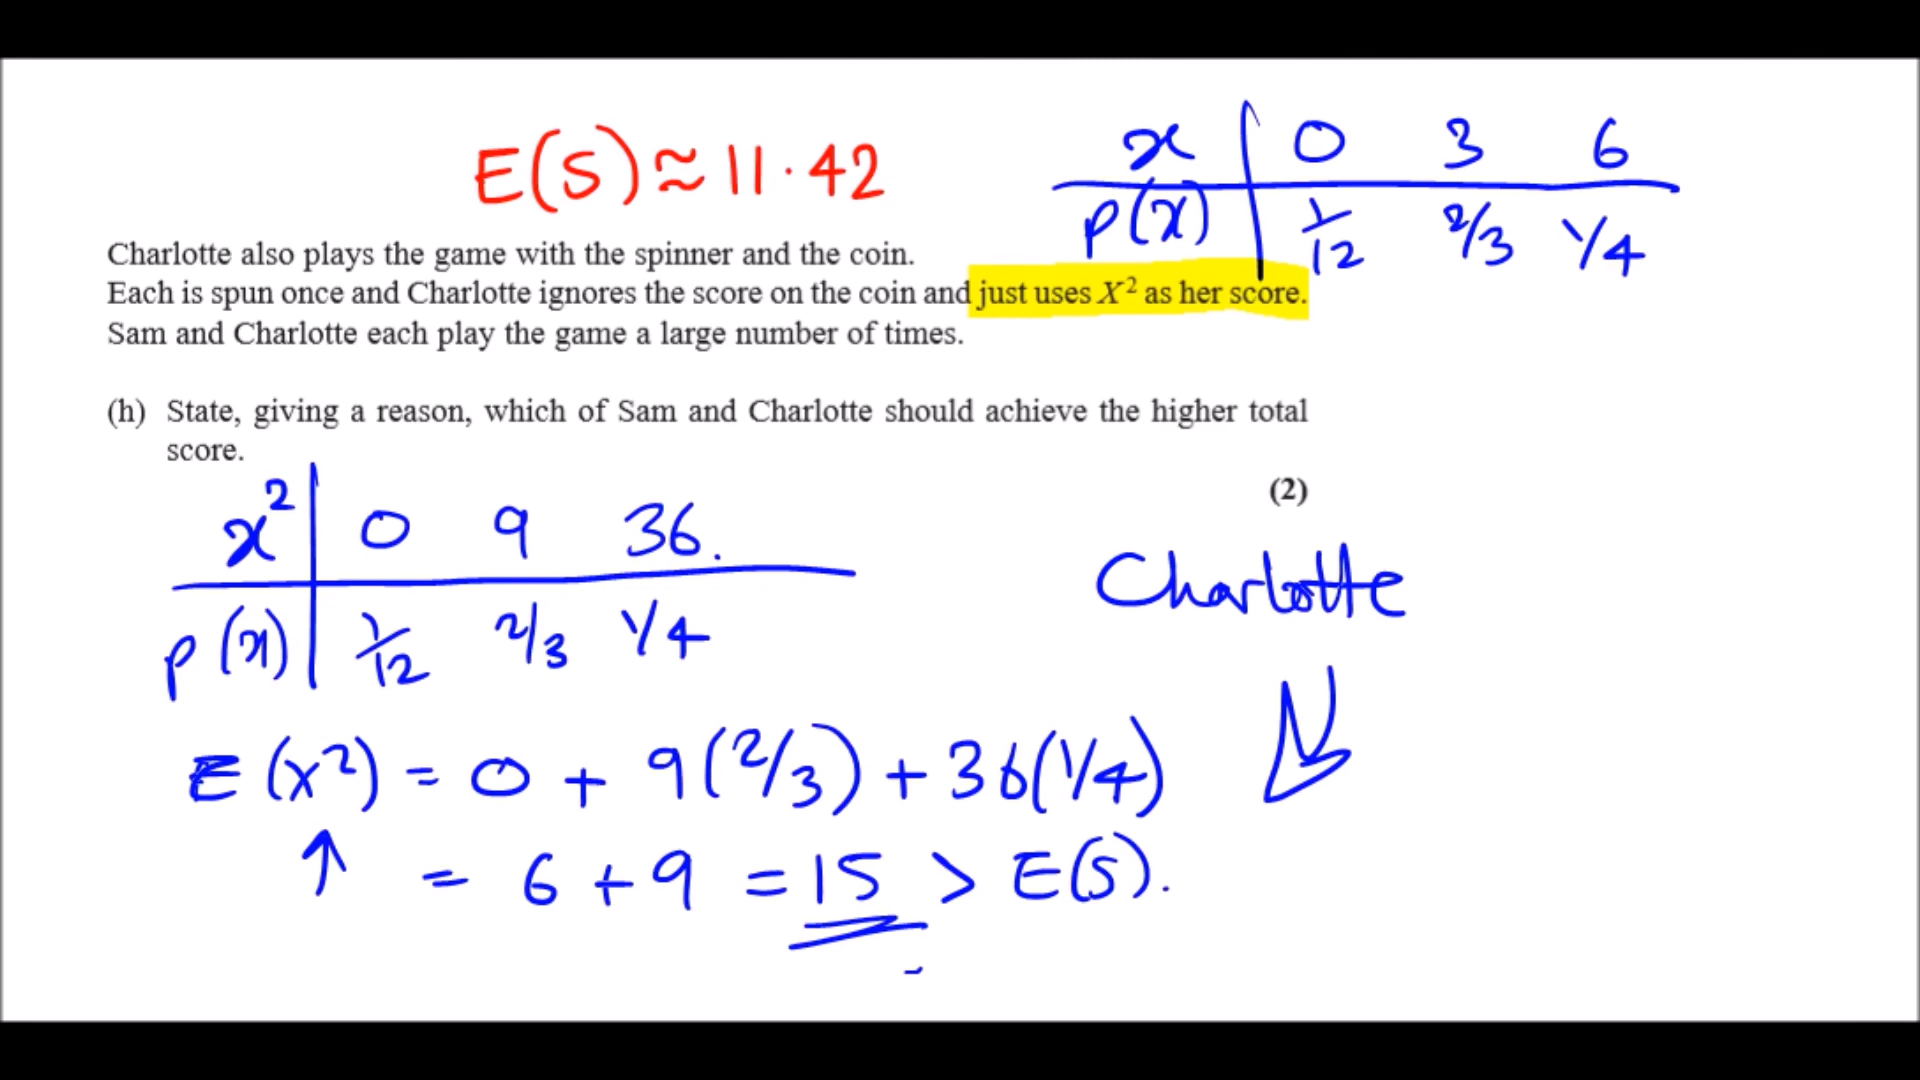 E(S) ≈ 11.42
x 0 3 6
P(x) 1/12 2/3 1/4
Charlotte also plays the game with the spinner and the coin.
Each is spun once and Charlotte ignores the score on the coin and just uses X² as her score.
Sam and Charlotte each play the game a large number of times.
(h) State, giving a reason, which of Sam and Charlotte should achieve the higher total
score.
(2)
x² 0 9 36.
P(x) 1/12 2/3 1/4
Charlotte
E(x²) = 0 + 9(2/3) + 36(1/4)
= 6 + 9 = 15 > E(S).